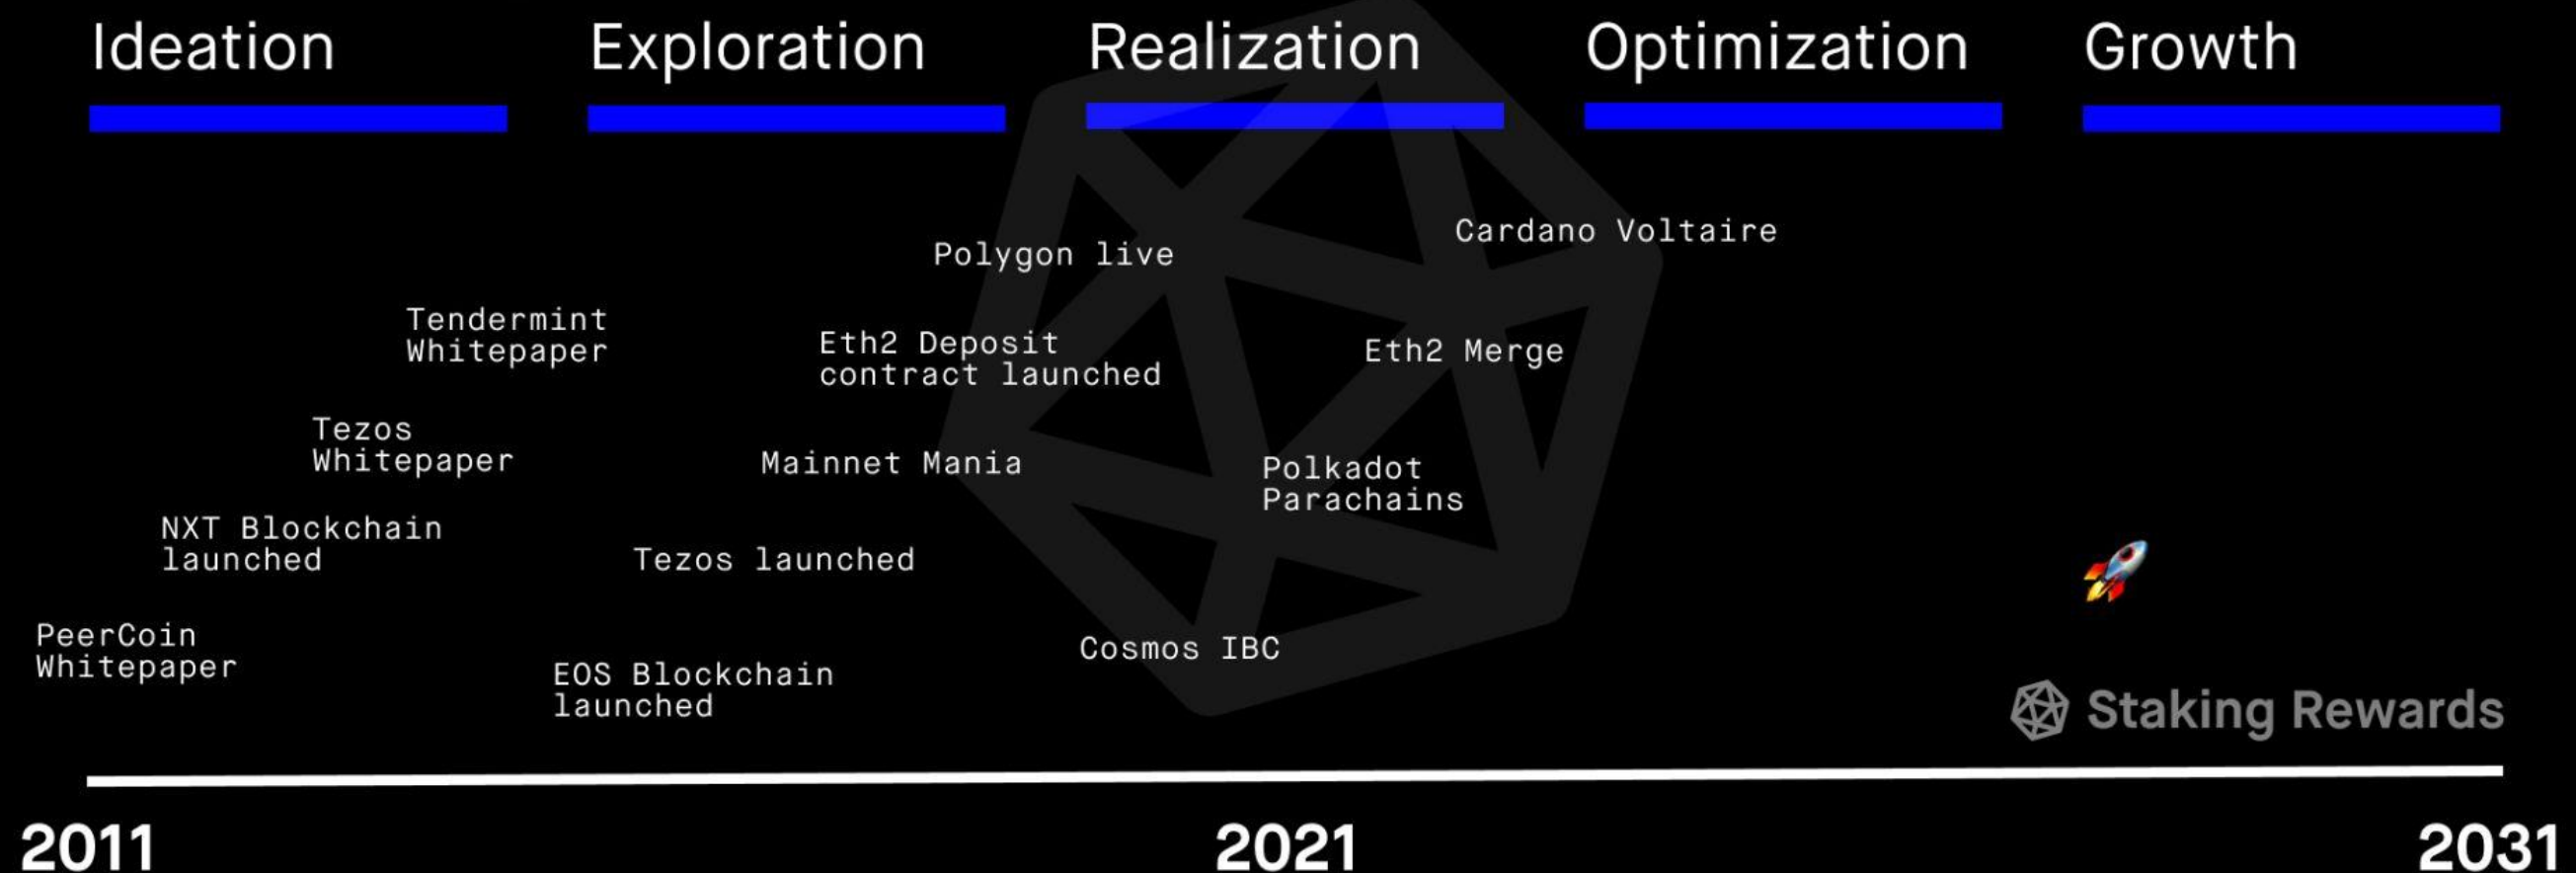 Ideation
Exploration
Realization
Optimization
Growth
Cardano Voltaire
Polygon live
Tendermint
Whitepaper
Eth2 Deposit
contract launched
Eth2 Merge
Tezos
Whitepaper
Mainnet Mania
Polkadot
Parachains
NXT Blockchain
launched
Tezos launched
PeerCoin
Whitepaper
Cosmos IBC
EOS Blockchain
launched
Staking Rewards
2011
2021
2031